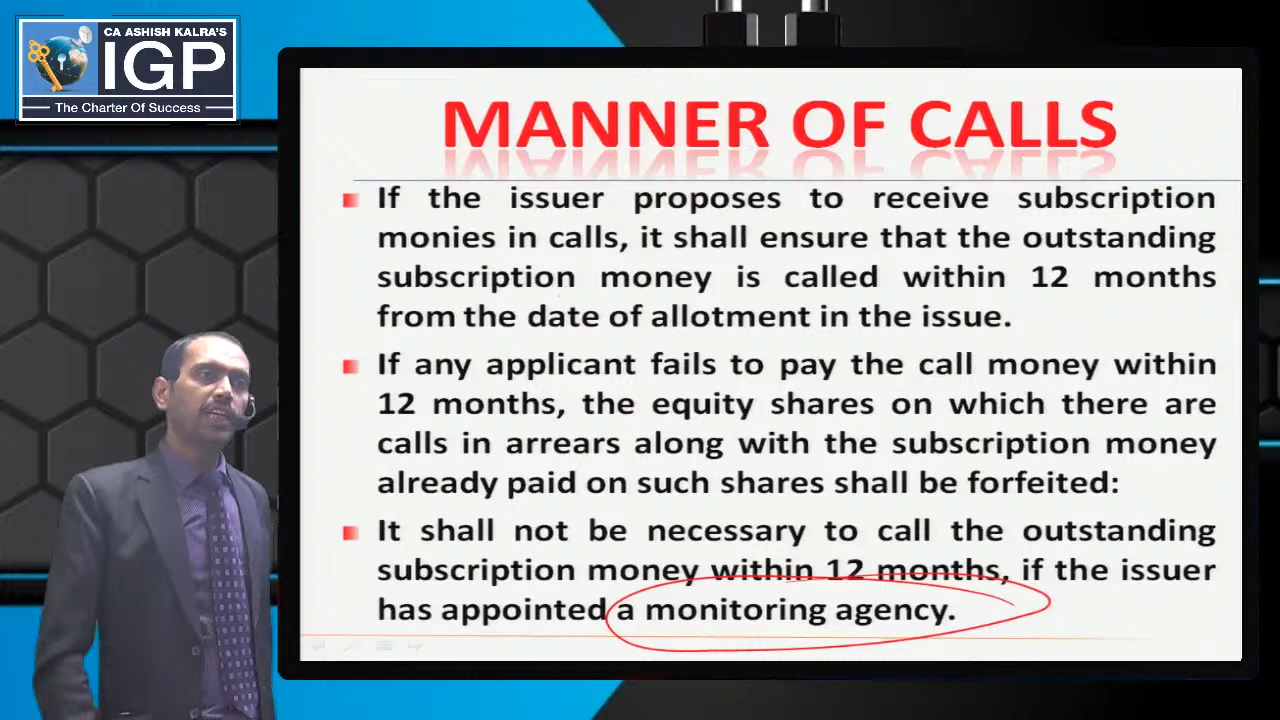 CA ASHISH KALRA'S
IGP
The Charter Of Success
MANNER OF CALLS
If the issuer proposes to receive subscription
monies in calls, it shall ensure that the outstanding
subscription money is called within 12 months
from the date of allotment in the issue.
If any applicant fails to pay the call money within
12 months, the equity shares on which there are
calls in arrears along with the subscription money
already paid on such shares shall be forfeited:
It shall not be necessary to call the outstanding
subscription money within 12 months, if the issuer
has appointed a monitoring agency.